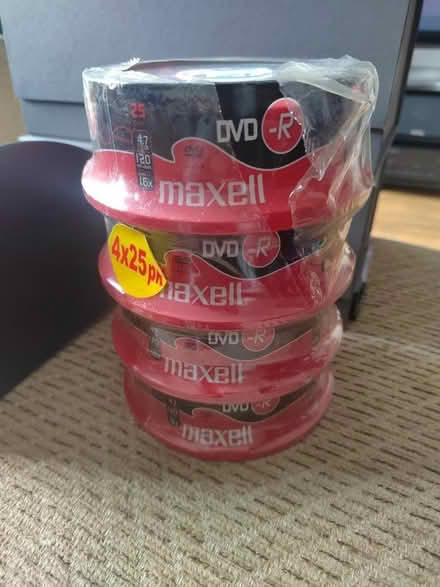 25
DVD -R
4.7
120
16x
maxell
DVD -R
4x25pk
maxell
DVD -R
maxell
DVD -R
maxell